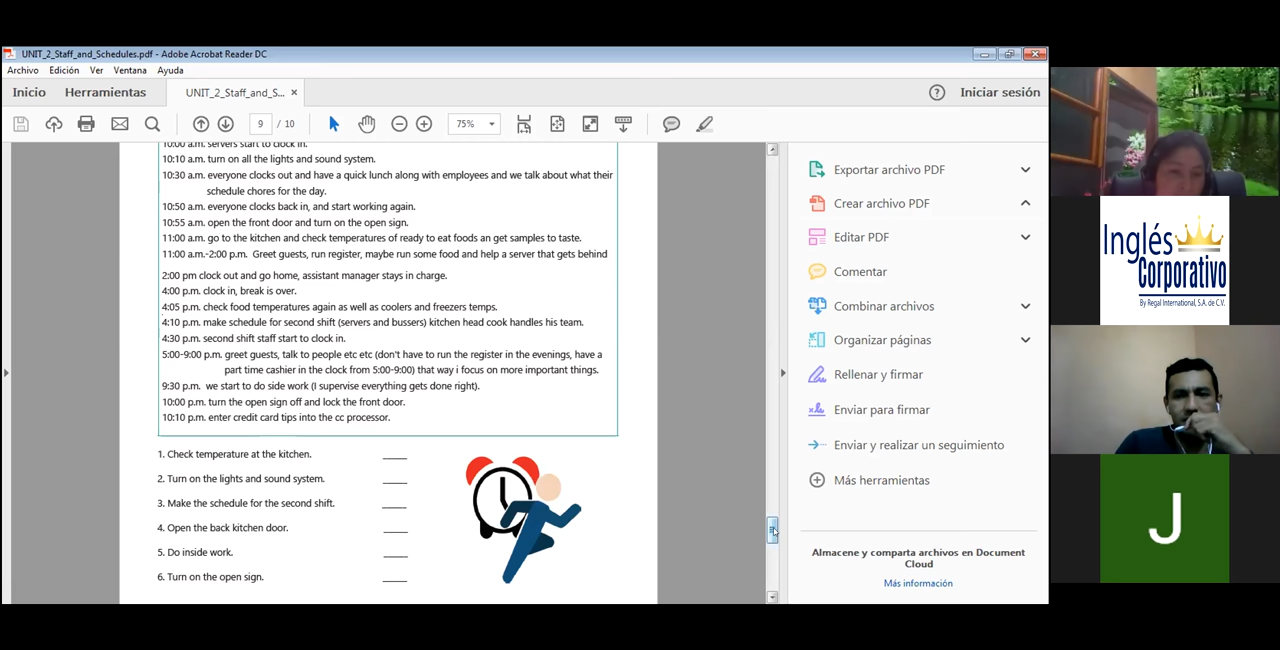 UNIT_2_Staff_and_Schedules.pdf - Adobe Acrobat Reader DC
Archivo Edición Ver Ventana Ayuda
Inicio Herramientas UNIT_2_Staff_and_S... × Iniciar sesión
9 / 10 75%
10:00 a.m. servers start to clock in.
10:10 a.m. turn on all the lights and sound system.
10:30 a.m. everyone clocks out and have a quick lunch along with employees and we talk about what their
schedule chores for the day.
10:50 a.m. everyone clocks back in, and start working again.
10:55 a.m. open the front door and turn on the open sign.
11:00 a.m. go to the kitchen and check temperatures of ready to eat foods an get samples to taste.
11:00 a.m.-2:00 p.m. Greet guests, run register, maybe run some food and help a server that gets behind
2:00 pm clock out and go home, assistant manager stays in charge.
4:00 p.m. clock in, break is over.
4:05 p.m. check food temperatures again as well as coolers and freezers temps.
4:10 p.m. make schedule for second shift (servers and bussers) kitchen head cook handles his team.
4:30 p.m. second shift staff start to clock in.
5:00-9:00 p.m. greet guests, talk to people etc etc (don't have to run the register in the evenings, have a
part time cashier in the clock from 5:00-9:00) that way i focus on more important things.
9:30 p.m. we start to do side work (I supervise everything gets done right).
10:00 p.m. turn the open sign off and lock the front door.
10:10 p.m. enter credit card tips into the cc processor.
1. Check temperature at the kitchen. _____
2. Turn on the lights and sound system. _____
3. Make the schedule for the second shift. _____
4. Open the back kitchen door. _____
5. Do inside work. _____
6. Turn on the open sign. _____
Exportar archivo PDF
Crear archivo PDF
Editar PDF
Comentar
Combinar archivos
Organizar páginas
Rellenar y firmar
Enviar para firmar
Enviar y realizar un seguimiento
Más herramientas
Almacene y comparta archivos en Document
Cloud
Más información
Inglés
Corporativo
By Regal International, S.A. de C.V.
J